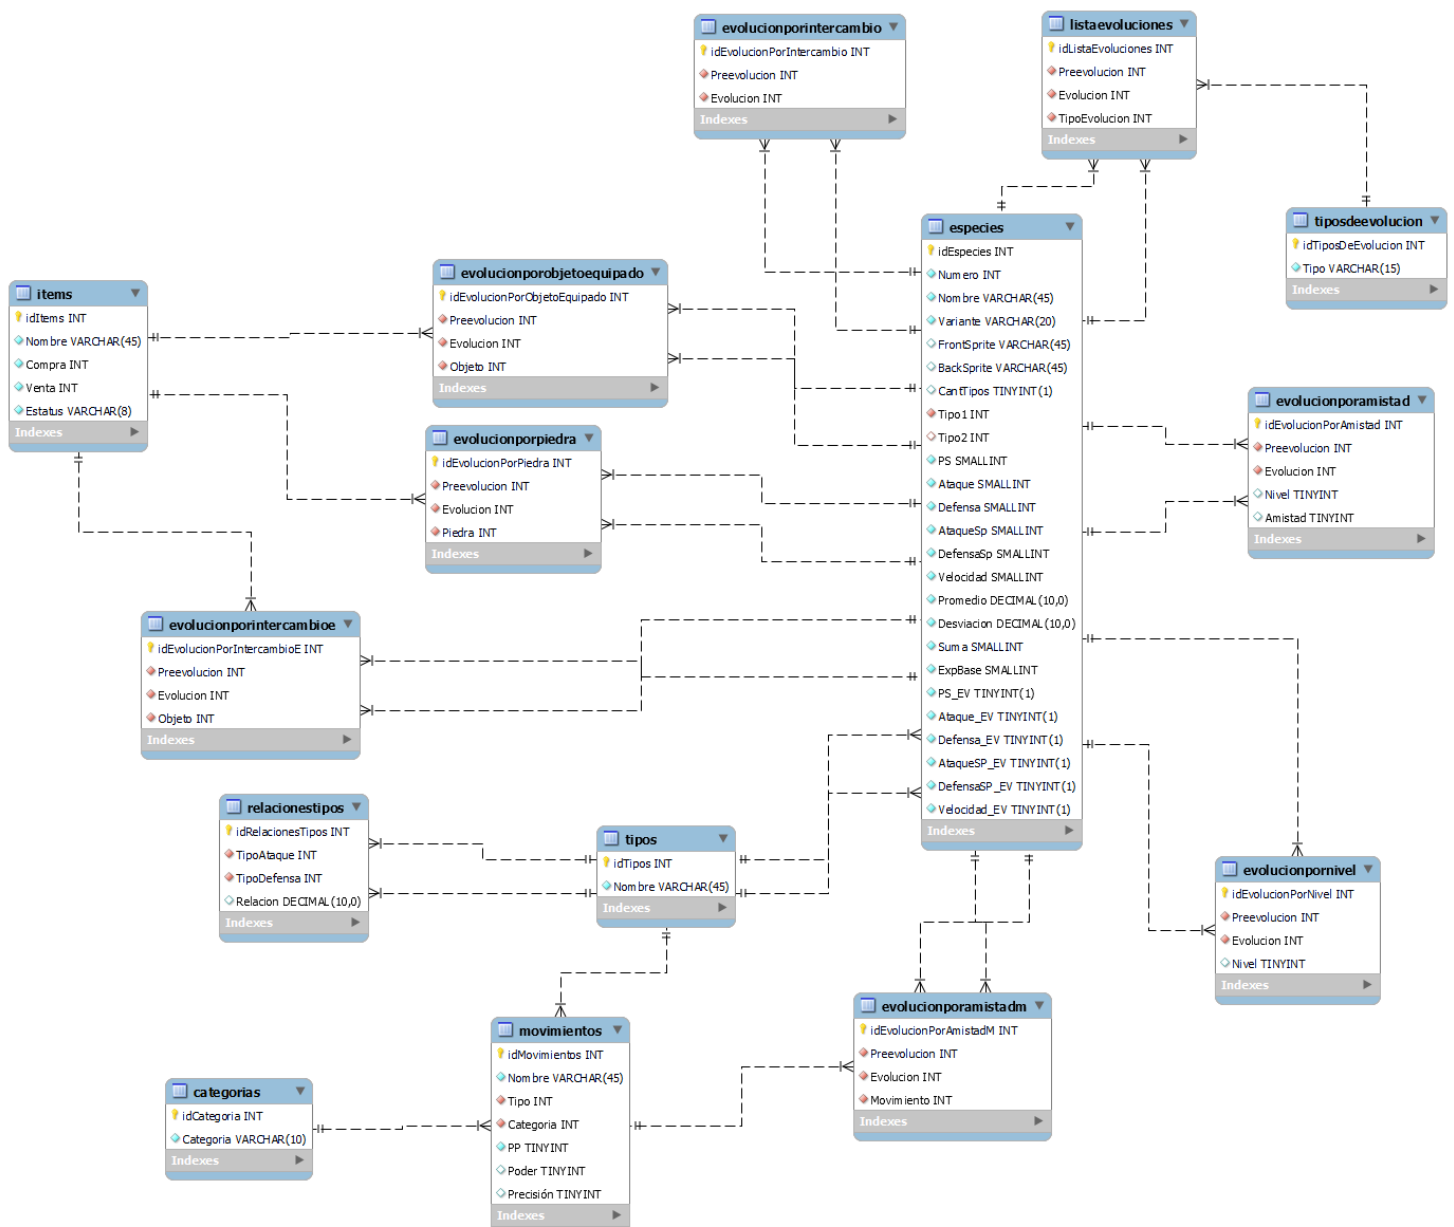 evolucionporintercambio
idEvolucionPorIntercambio INT
Preevolucion INT
Evolucion INT
Indexes
listaevoluciones
idListaEvoluciones INT
Preevolucion INT
Evolucion INT
TipoEvolucion INT
Indexes
tiposdeevolucion
idTiposDeEvolucion INT
Tipo VARCHAR(15)
Indexes
especies
idEspecies INT
Numero INT
Nombre VARCHAR(45)
Variante VARCHAR(20)
FrontSprite VARCHAR(45)
BackSprite VARCHAR(45)
CantTipos TINYINT(1)
Tipo1 INT
Tipo2 INT
PS SMALLINT
Ataque SMALLINT
Defensa SMALLINT
AtaqueSp SMALLINT
DefensaSp SMALLINT
Velocidad SMALLINT
Promedio DECIMAL(10,0)
Desviacion DECIMAL(10,0)
Suma SMALLINT
ExpBase SMALLINT
PS_EV TINYINT(1)
Ataque_EV TINYINT(1)
Defensa_EV TINYINT(1)
AtaqueSP_EV TINYINT(1)
DefensaSP_EV TINYINT(1)
Velocidad_EV TINYINT(1)
Indexes
evolucionporobjetoequipado
idEvolucionPorObjetoEquipado INT
Preevolucion INT
Evolucion INT
Objeto INT
Indexes
items
idItems INT
Nombre VARCHAR(45)
Compra INT
Venta INT
Estatus VARCHAR(8)
Indexes
evolucionporpiedra
idEvolucionPorPiedra INT
Preevolucion INT
Evolucion INT
Piedra INT
Indexes
evolucionporamistad
idEvolucionPorAmistad INT
Preevolucion INT
Evolucion INT
Nivel TINYINT
Amistad TINYINT
Indexes
evolucionporintercambioe
idEvolucionPorIntercambioE INT
Preevolucion INT
Evolucion INT
Objeto INT
Indexes
relacionestipos
idRelacionesTipos INT
TipoAtaque INT
TipoDefensa INT
Relacion DECIMAL(10,0)
Indexes
tipos
idTipos INT
Nombre VARCHAR(45)
Indexes
evolucionpornivel
idEvolucionPorNivel INT
Preevolucion INT
Evolucion INT
Nivel TINYINT
Indexes
evolucionporamistadm
idEvolucionPorAmistadM INT
Preevolucion INT
Evolucion INT
Movimiento INT
Indexes
movimientos
idMovimientos INT
Nombre VARCHAR(45)
Tipo INT
Categoria INT
PP TINYINT
Poder TINYINT
Precisión TINYINT
Indexes
categorias
idCategoria INT
Categoria VARCHAR(10)
Indexes